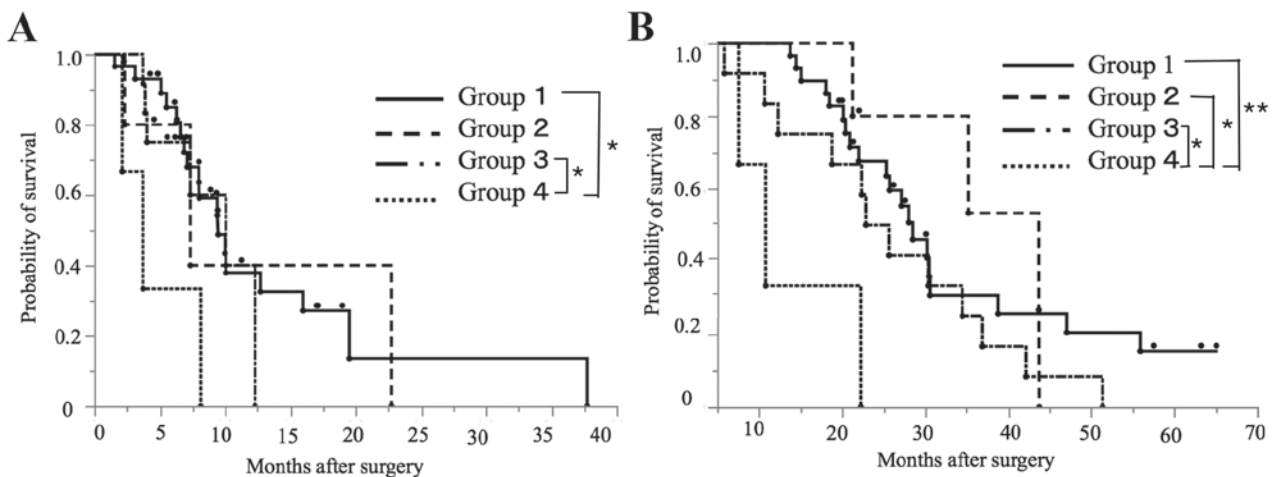 A
Probability of survival
1.0
0.8
0.6
0.4
0.2
0
0 5 10 15 20 25 30 35 40
Months after surgery
Group 1
Group 2
Group 3
Group 4
*
*
B
Probability of survival
1.0
0.8
0.6
0.4
0.2
0
10 20 30 40 50 60 70
Months after surgery
Group 1
Group 2
Group 3
Group 4
*
*
**